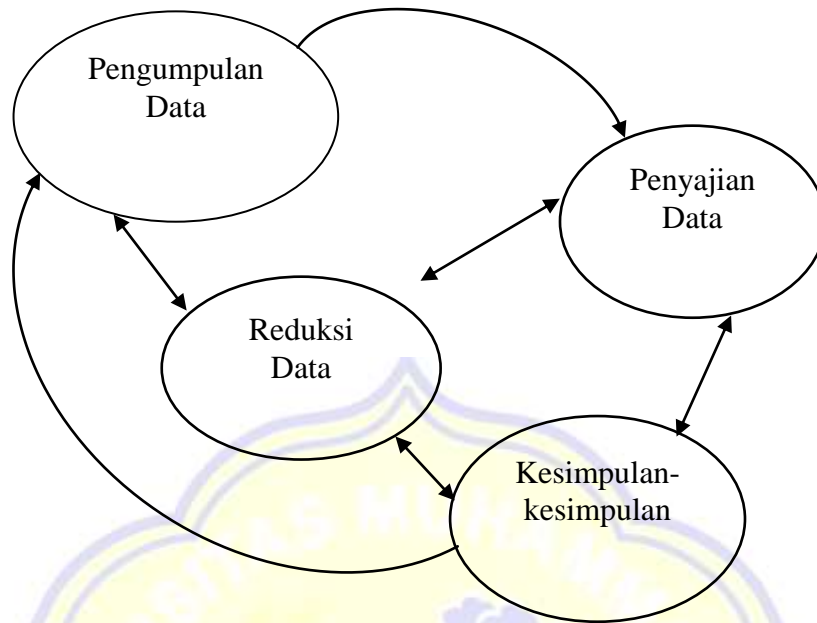 Pengumpulan
Data
Penyajian
Data
Reduksi
Data
Kesimpulan-
kesimpulan